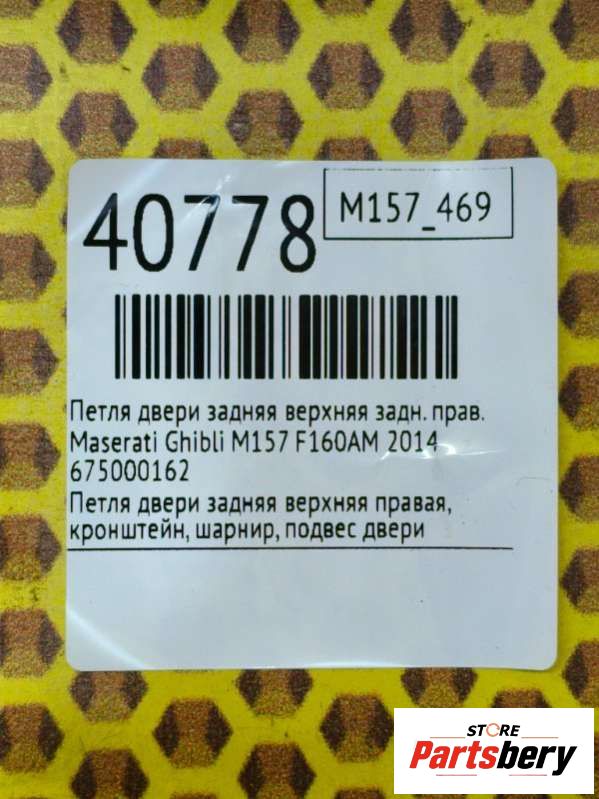 40778
M157_469
Петля двери задняя верхняя задн. прав.
Maserati Ghibli M157 F160AM 2014
675000162
Петля двери задняя верхняя правая,
кронштейн, шарнир, подвес двери
STORE
Partsbery